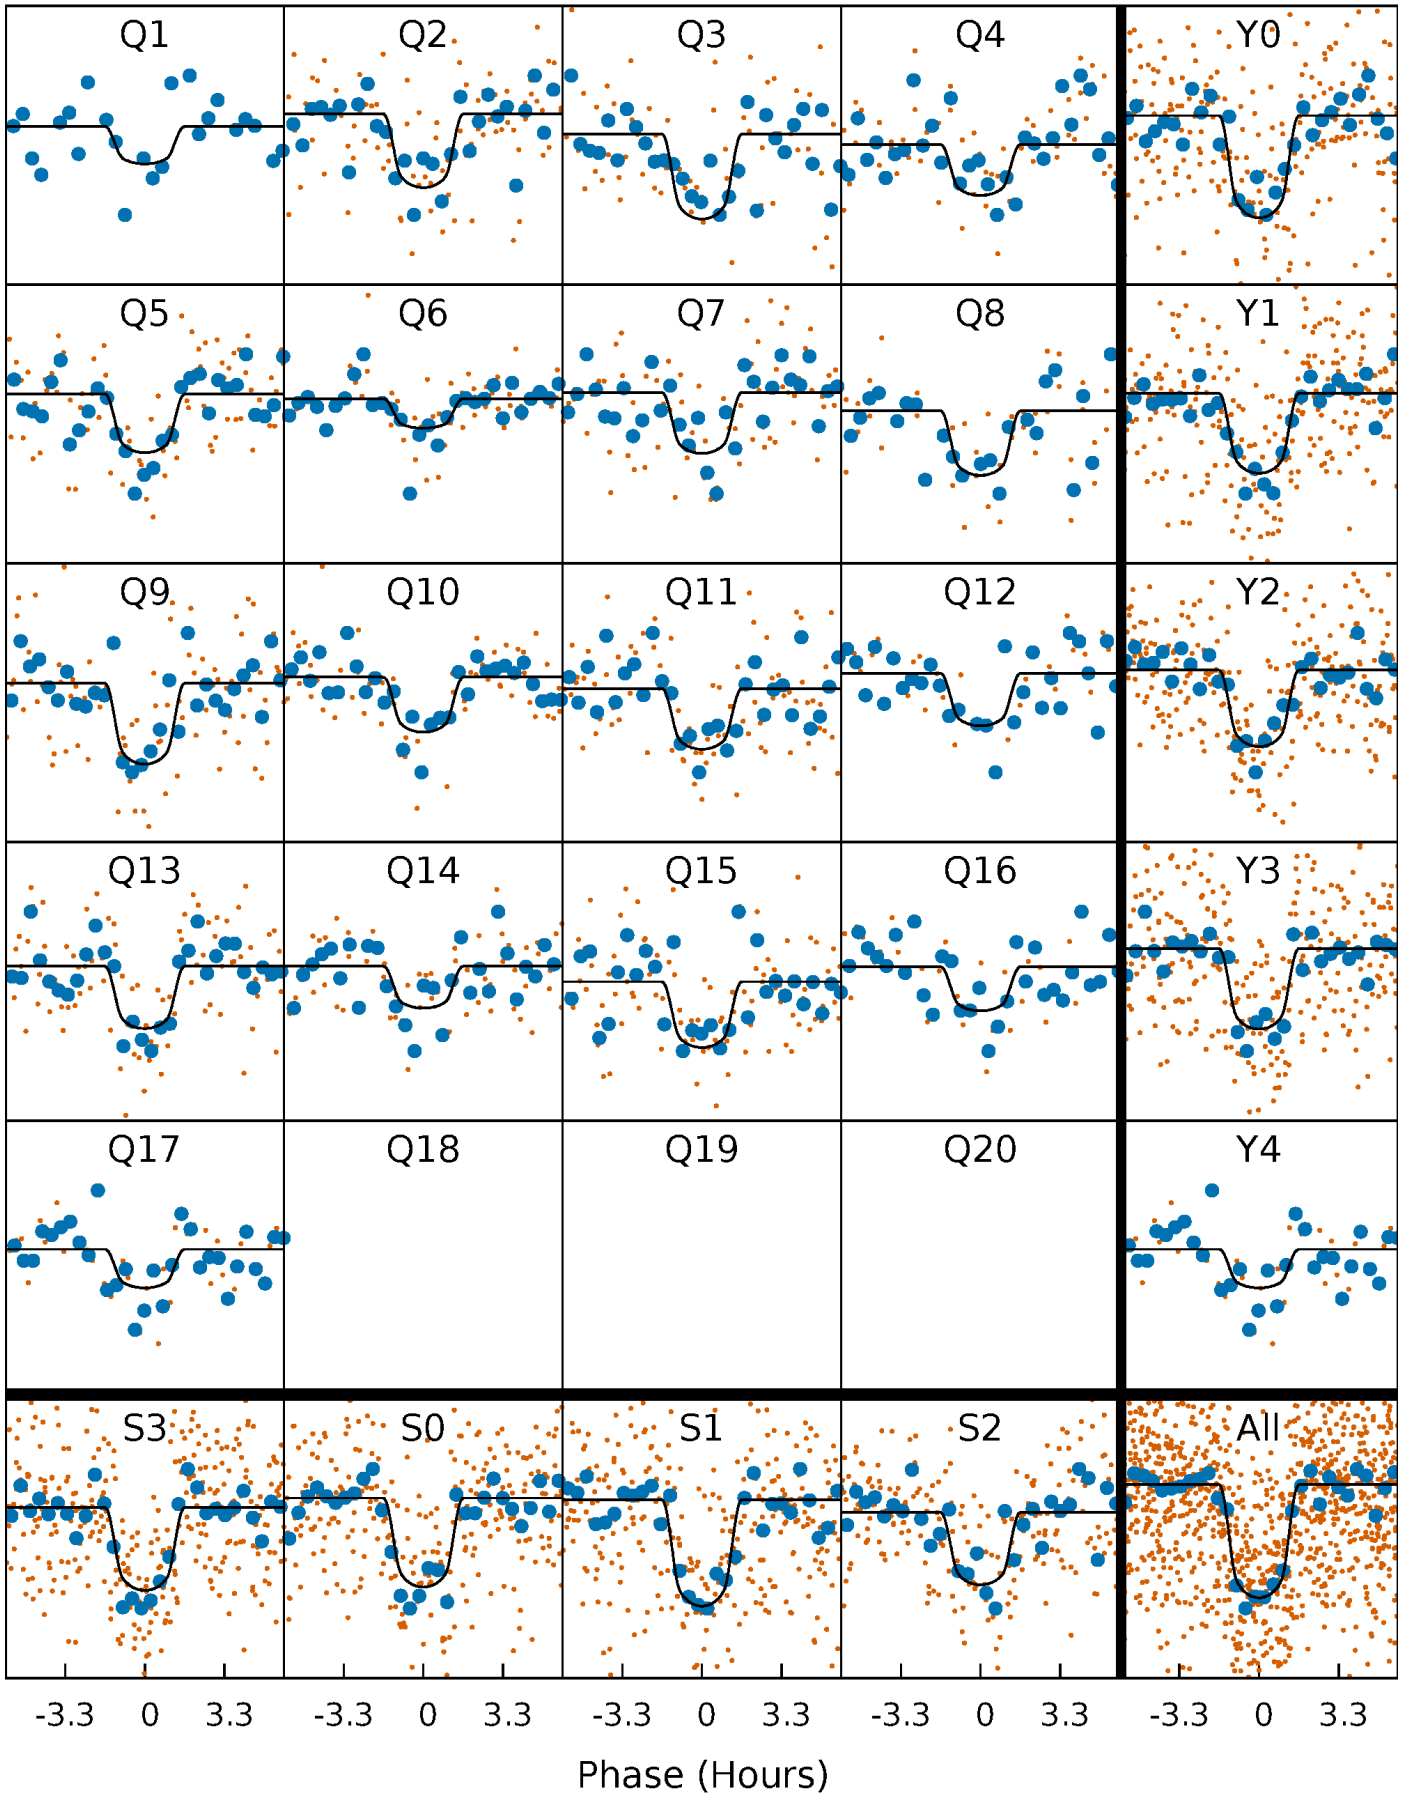 Q1 Q2 Q3 Q4 Y0
Q5 Q6 Q7 Q8 Y1
Q9 Q10 Q11 Q12 Y2
Q13 Q14 Q15 Q16 Y3
Q17 Q18 Q19 Q20 Y4
S3 S0 S1 S2 All
-3.3 0 3.3 -3.3 0 3.3 -3.3 0 3.3 -3.3 0 3.3 -3.3 0 3.3
Phase (Hours)